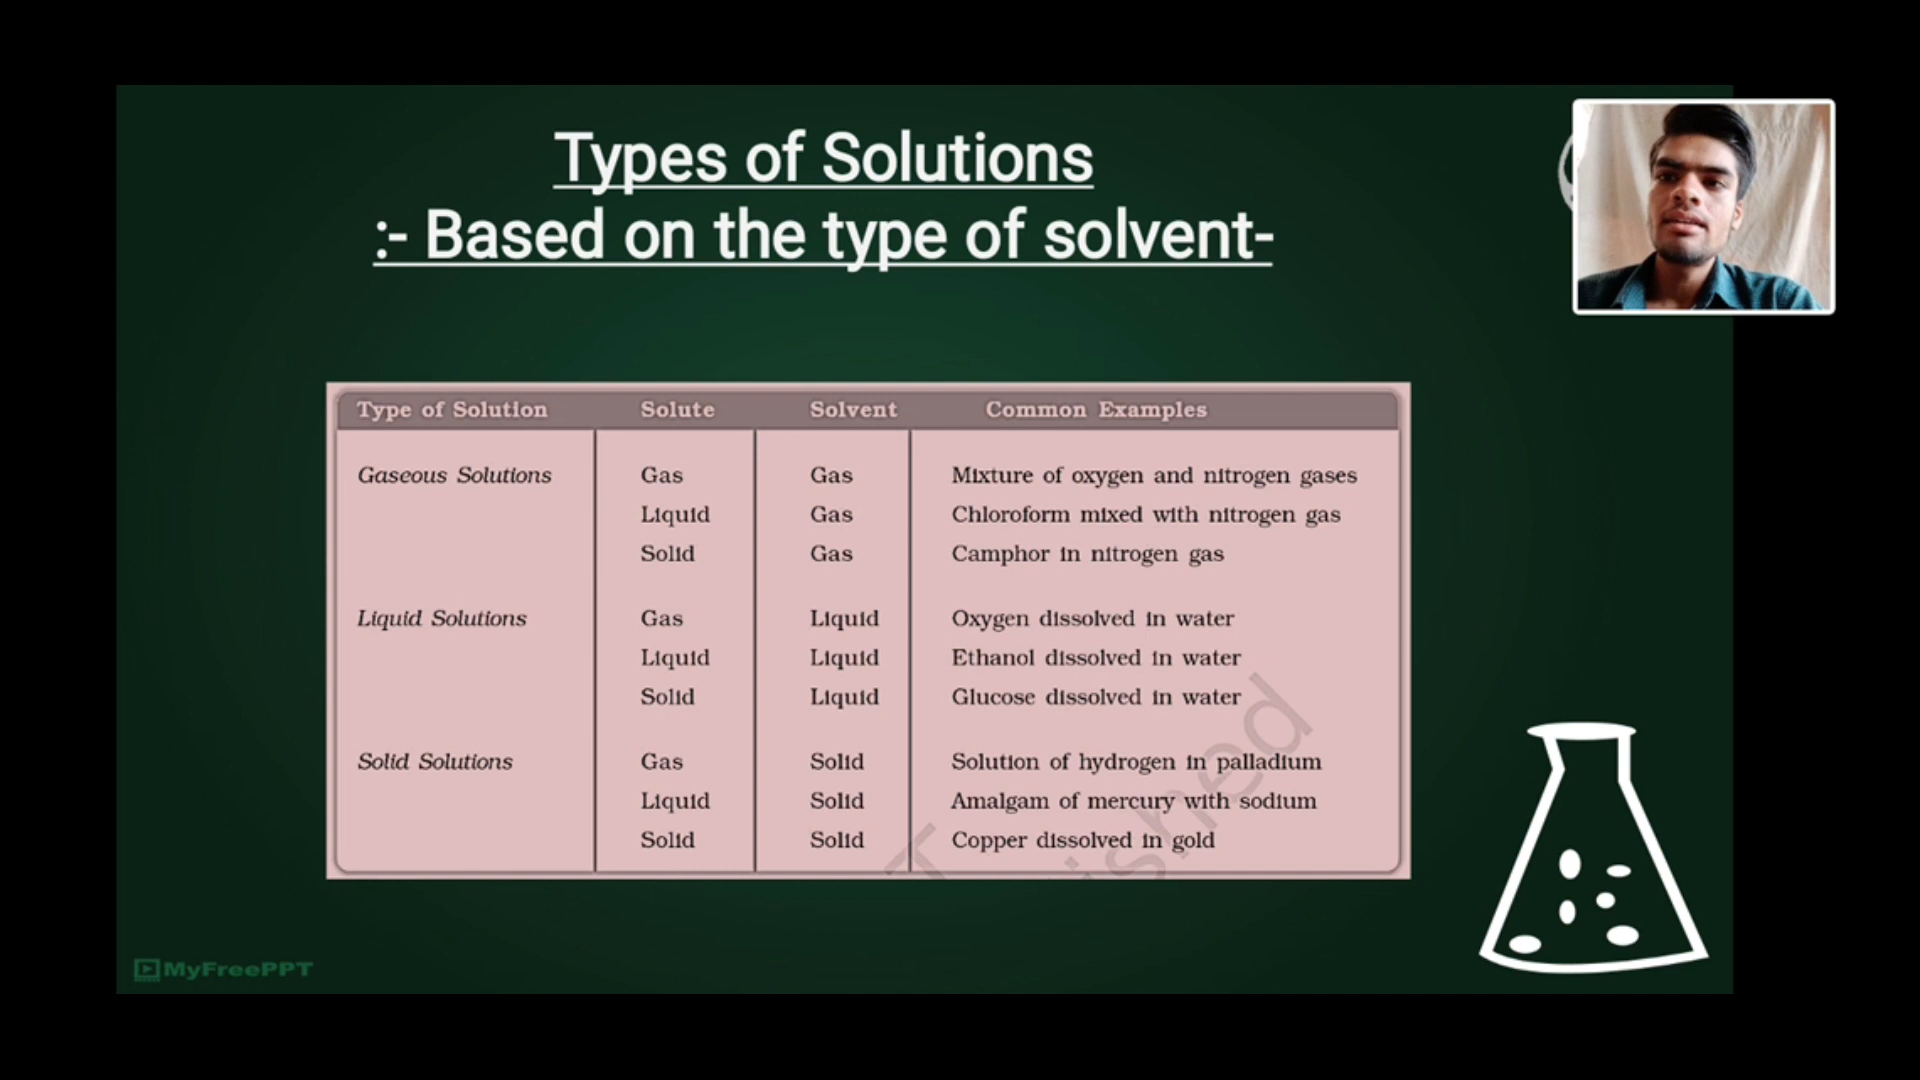 Types of Solutions
:- Based on the type of solvent-
Type of Solution Solute Solvent Common Examples
Gaseous Solutions Gas Gas Mixture of oxygen and nitrogen gases
Liquid Gas Chloroform mixed with nitrogen gas
Solid Gas Camphor in nitrogen gas
Liquid Solutions Gas Liquid Oxygen dissolved in water
Liquid Liquid Ethanol dissolved in water
Solid Liquid Glucose dissolved in water
Solid Solutions Gas Solid Solution of hydrogen in palladium
Liquid Solid Amalgam of mercury with sodium
Solid Solid Copper dissolved in gold
MyFreePPT